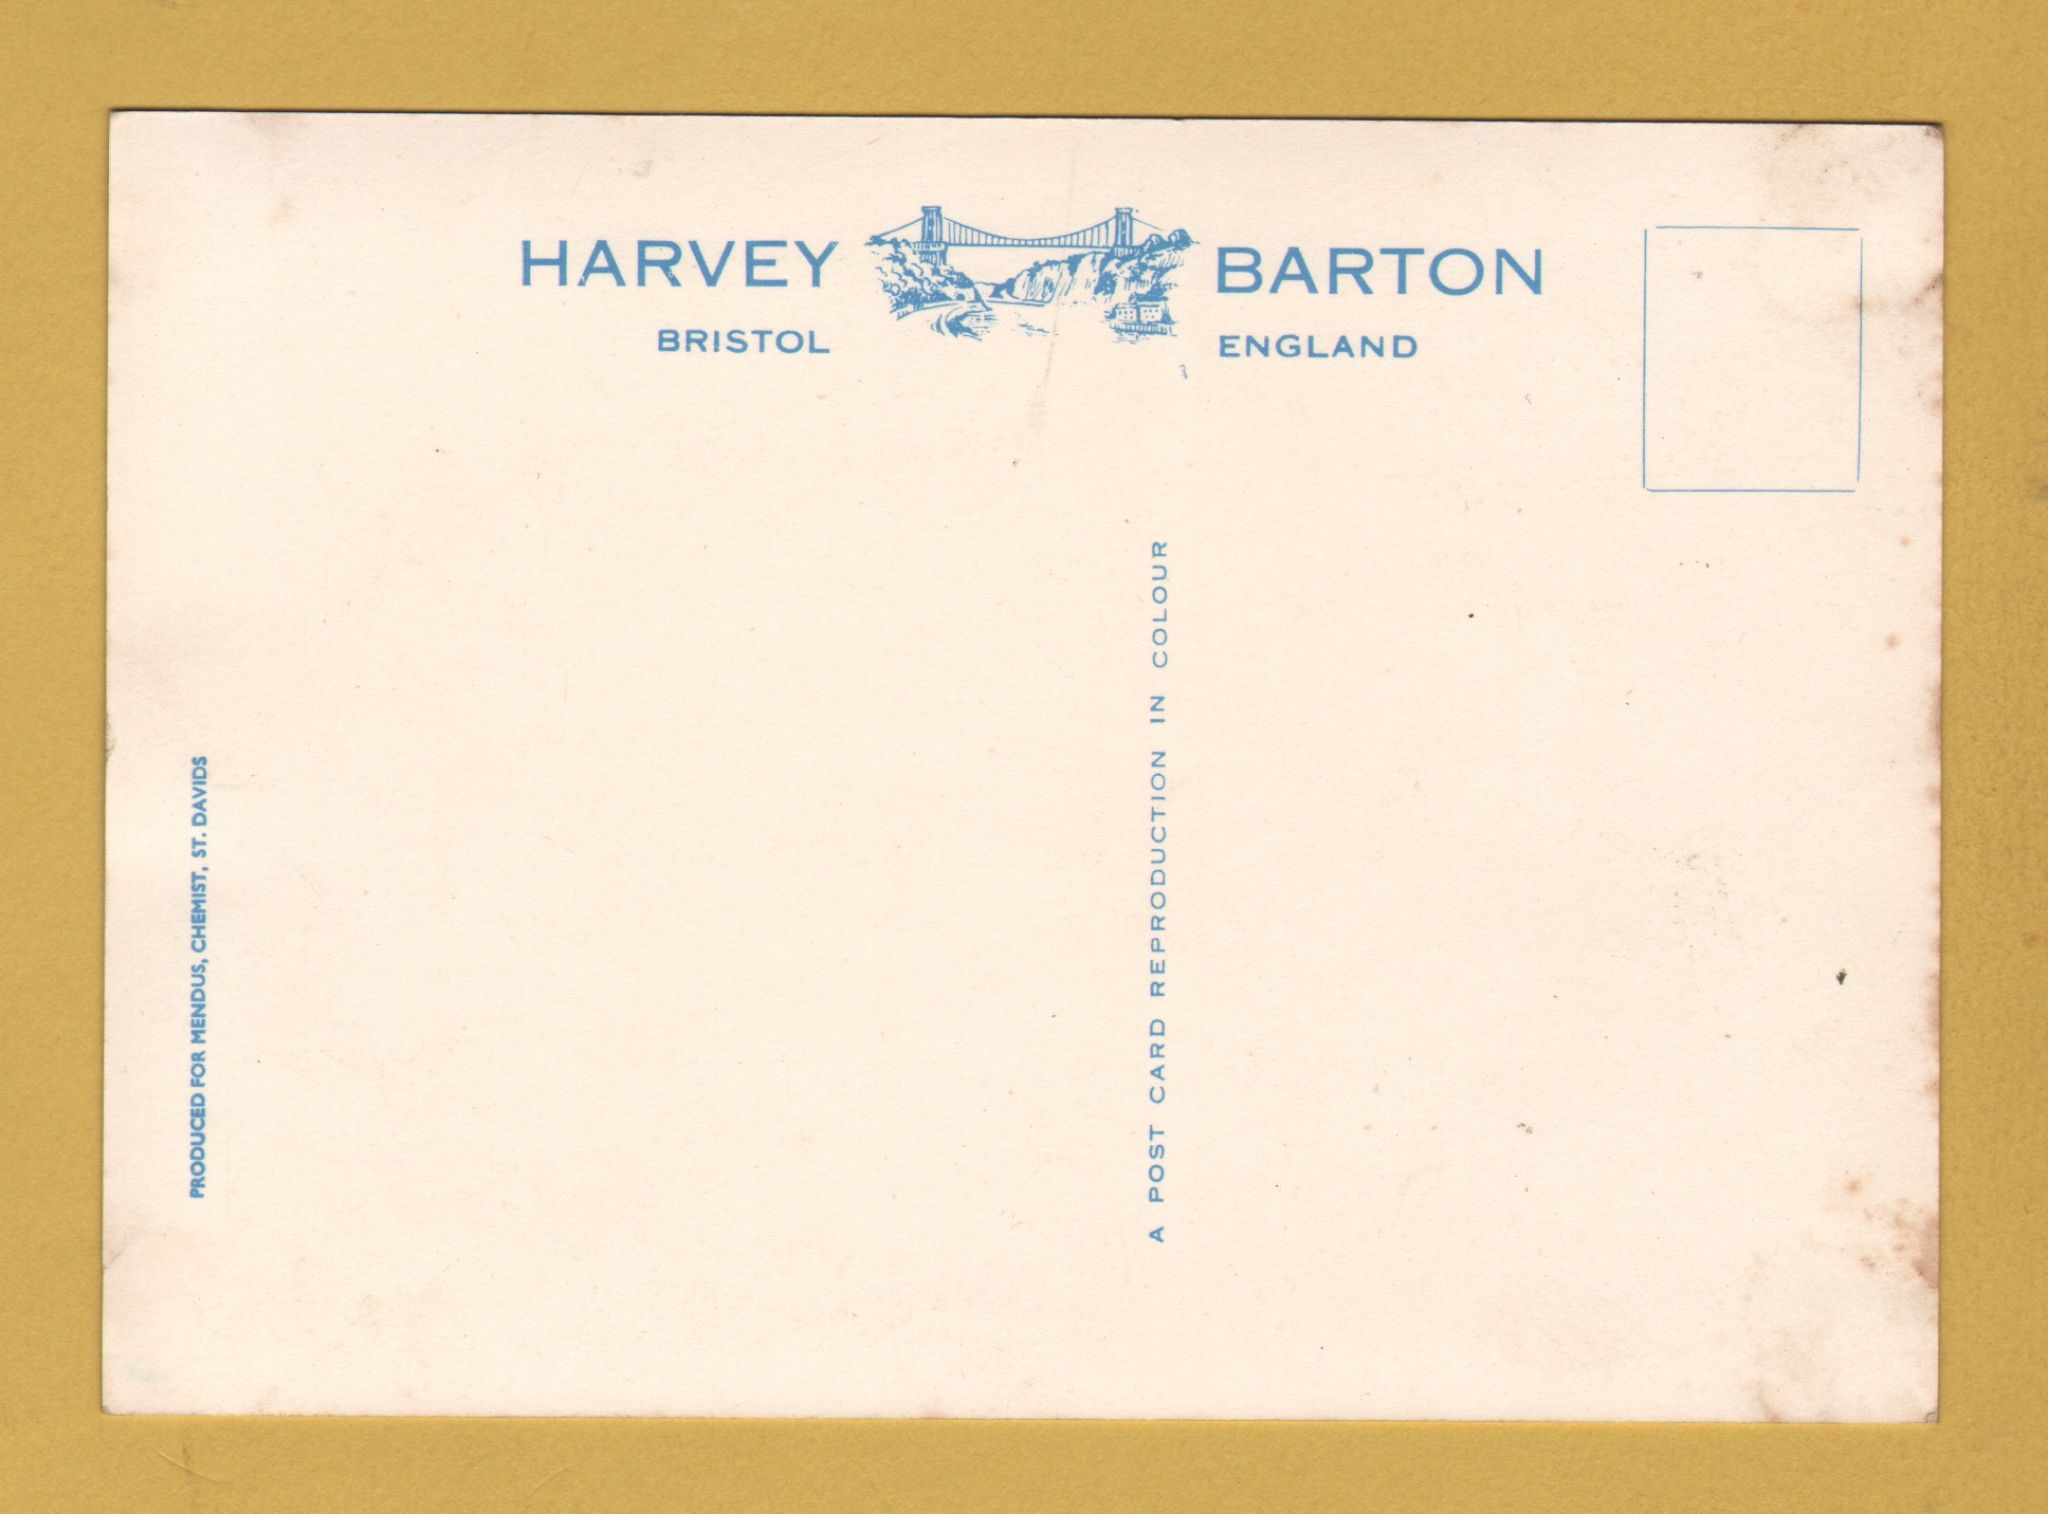 HARVEY BARTON
BRISTOL ENGLAND
A POST CARD REPRODUCTION IN COLOUR
PRODUCED FOR MENDUS, CHEMIST, ST. DAVIDS